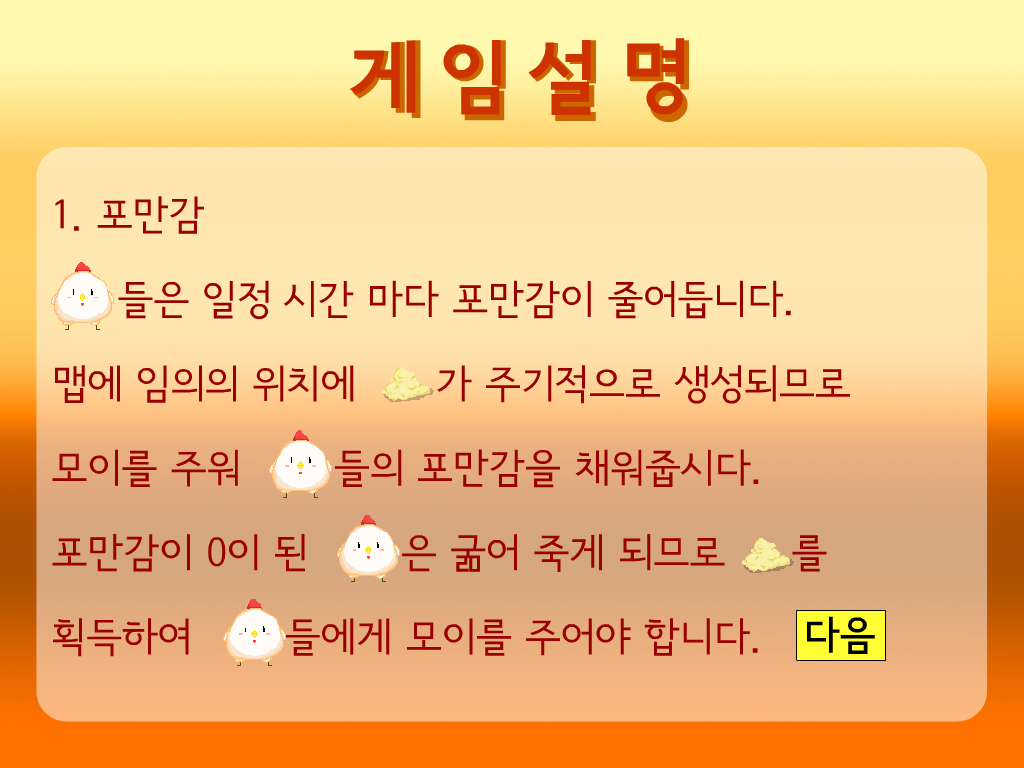 게임설명
1. 포만감
들은 일정 시간 마다 포만감이 줄어듭니다.
맵에 임의의 위치에 가 주기적으로 생성되므로
모이를 주워 들의 포만감을 채워줍시다.
포만감이 0이 된 은 굶어 죽게 되므로 를
획득하여 들에게 모이를 주어야 합니다. 다음